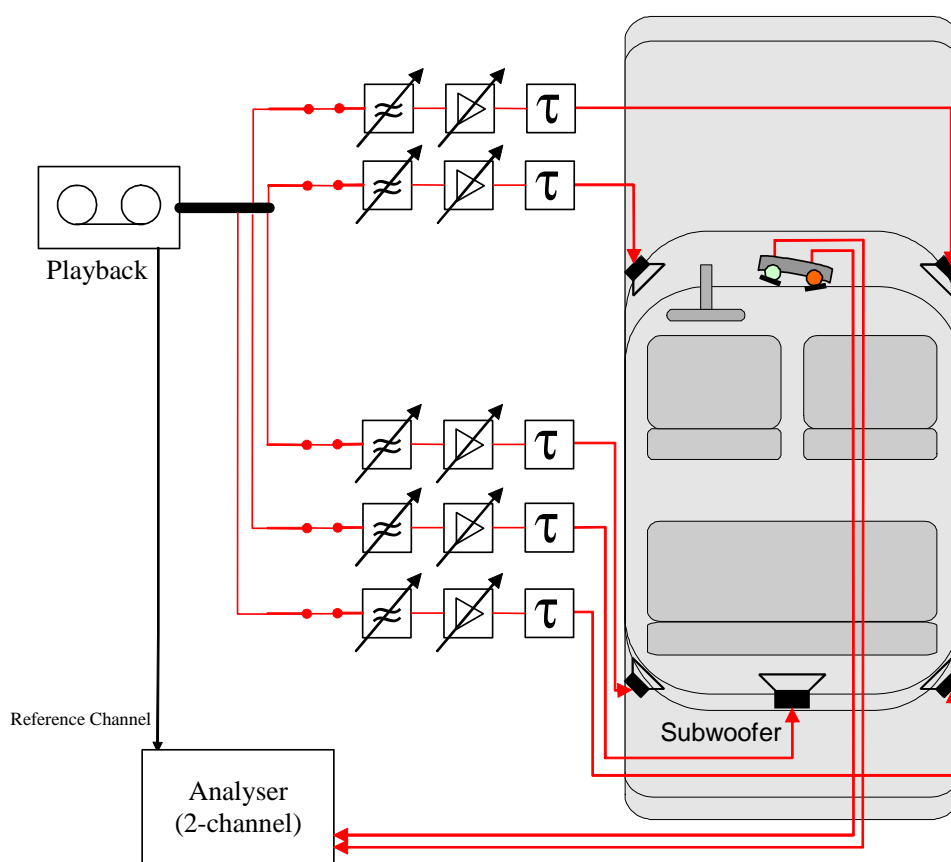 τ
τ
Playback
τ
τ
τ
Reference Channel
Subwoofer
Analyser
(2-channel)